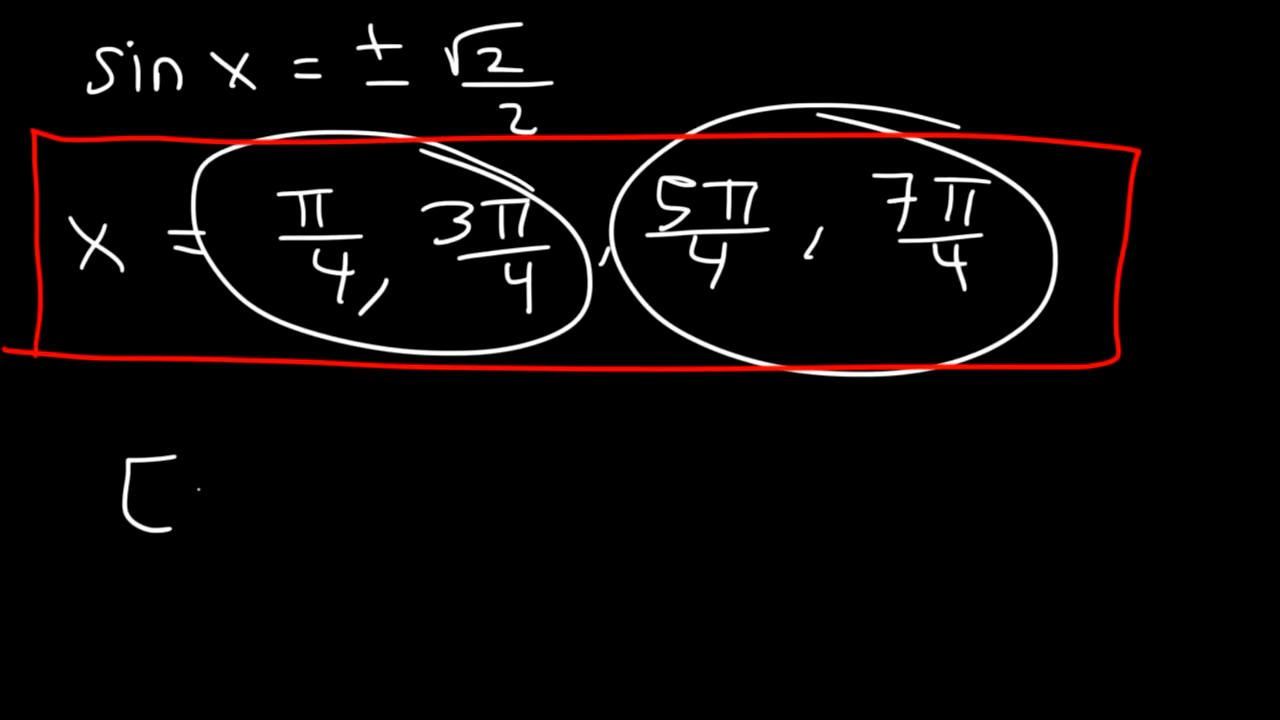 sin x = ± √2/2
x = π/4, 3π/4, 5π/4, 7π/4
[